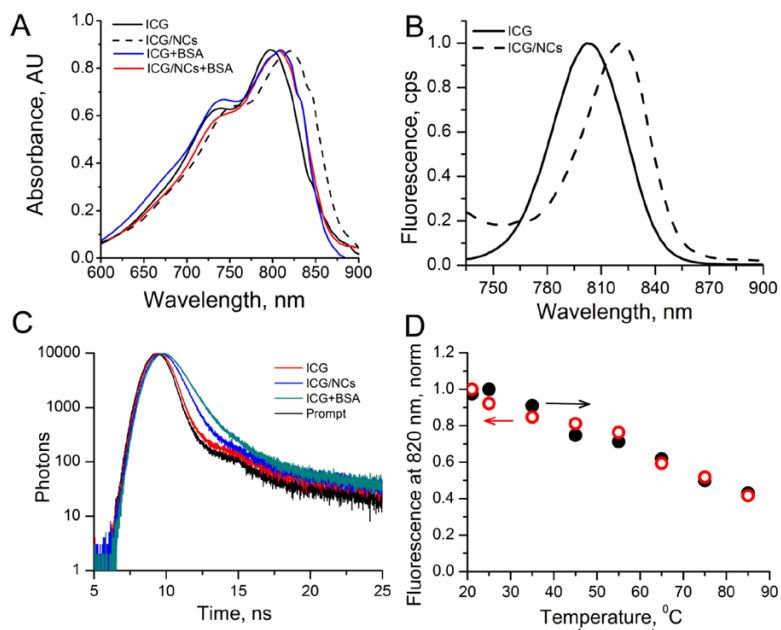 A
ICG
ICG/NCs
ICG+BSA
ICG/NCs+BSA
Absorbance, AU
1.0
0.8
0.6
0.4
0.2
0.0
600 650 700 750 800 850 900
Wavelength, nm
B
ICG
ICG/NCs
Fluorescence, cps
1.0
0.8
0.6
0.4
0.2
0.0
750 780 810 840 870 900
Wavelength, nm
C
ICG
ICG/NCs
ICG+BSA
Prompt
Photons
10000
1000
100
10
1
5 10 15 20 25
Time, ns
D
Fluorescence at 820 nm, norm
1.2
1.0
0.8
0.6
0.4
0.2
0.0
20 30 40 50 60 70 80 90
Temperature, ⁰C